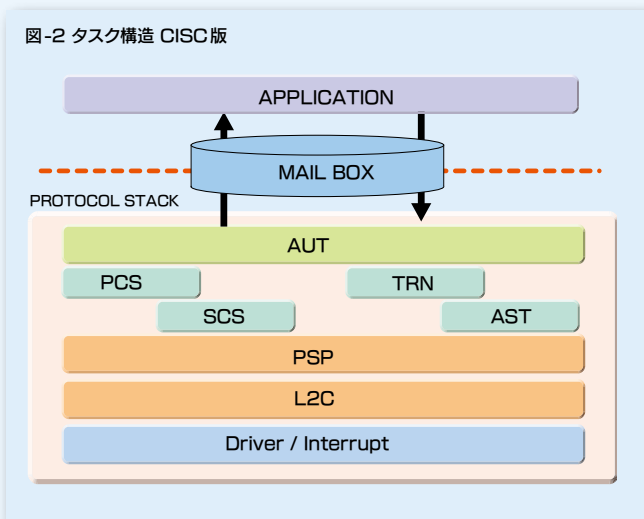 図-2 タスク構造 CISC版
APPLICATION
MAIL BOX
PROTOCOL STACK
AUT
PCS
TRN
SCS
AST
PSP
L2C
Driver / Interrupt